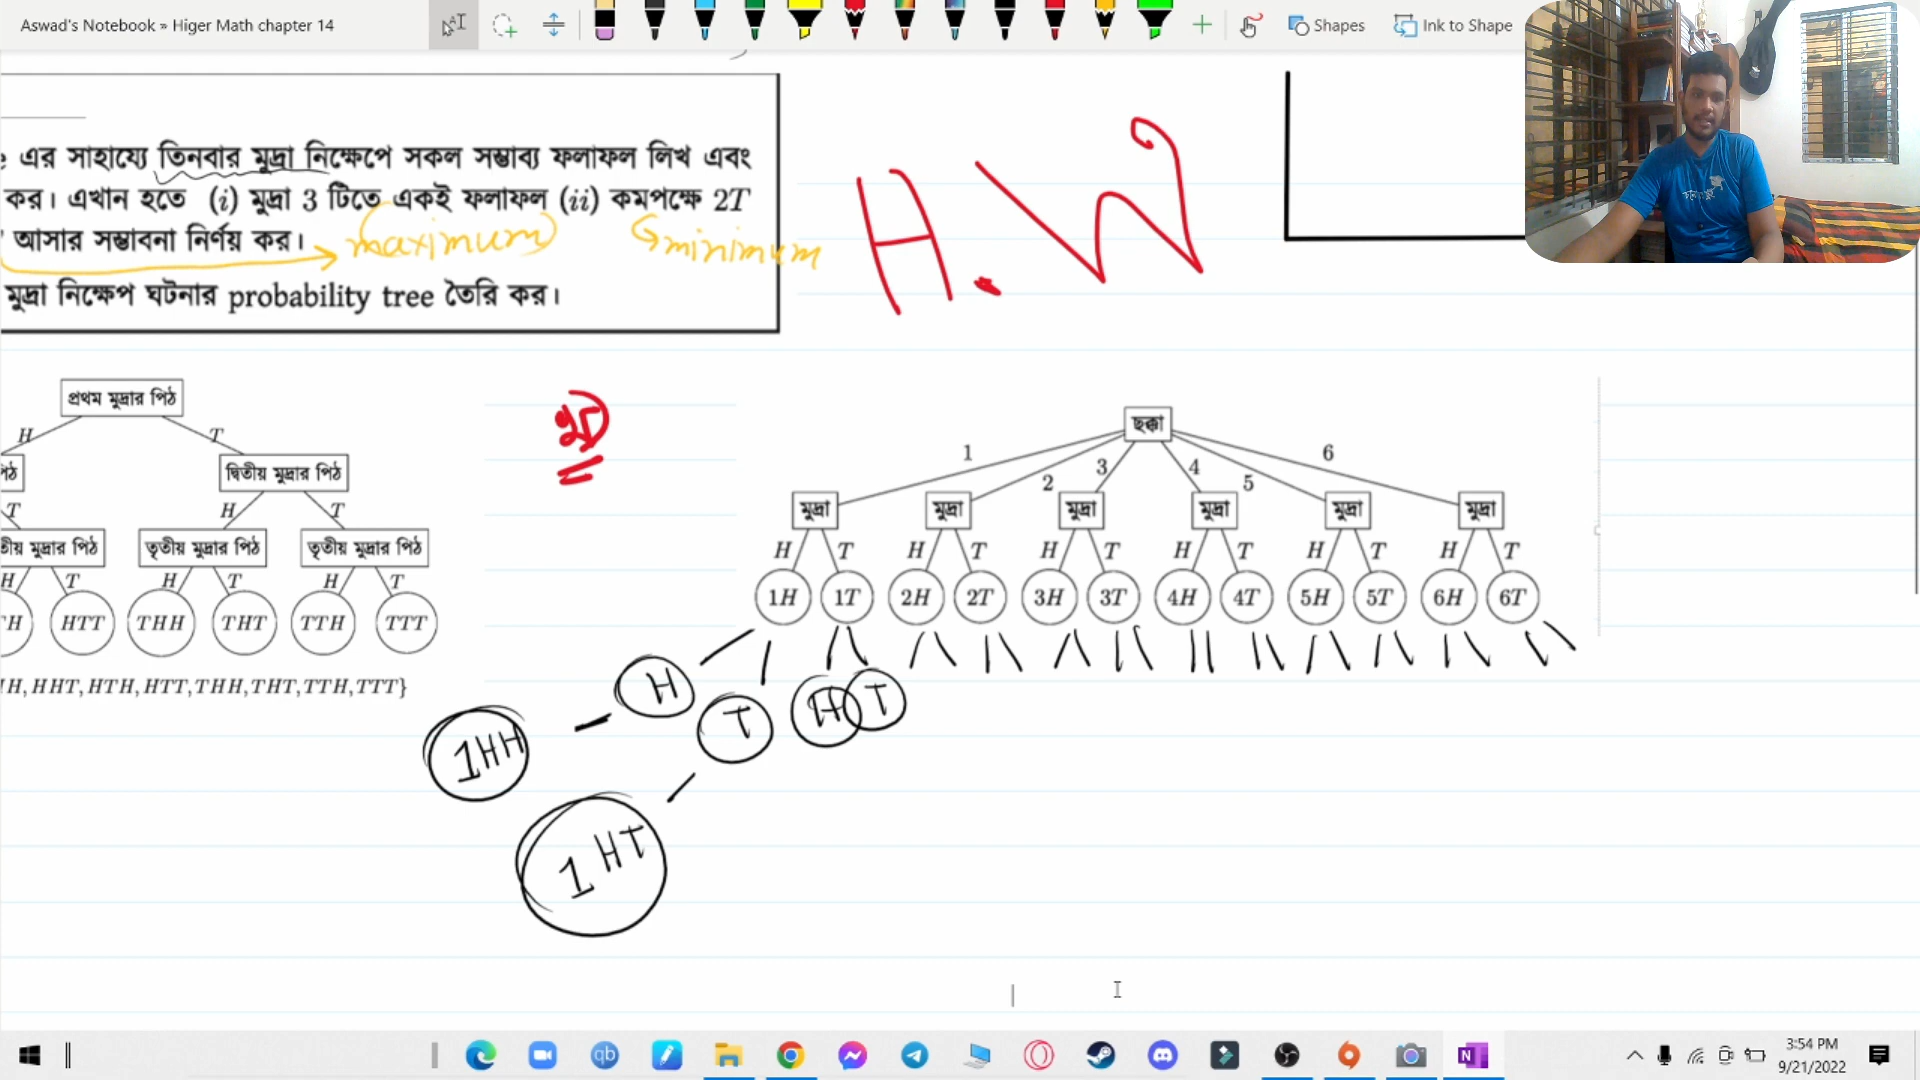 Aswad's Notebook » Higer Math chapter 14
Shapes
Ink to Shape
এর সাহায্যে তিনবার মুদ্রা নিক্ষেপে সকল সম্ভাব্য ফলাফল লিখ এবং
কর। এখান হতে (i) মুদ্রা 3 টিতে একই ফলাফল (ii) কমপক্ষে 2T
আসার সম্ভাবনা নির্ণয় কর।
maximum
minimum
মুদ্রা নিক্ষেপ ঘটনার probability tree তৈরি কর।
H.W
প্রথম মুদ্রার পিঠ
H T
দ্বিতীয় মুদ্রার পিঠ
T H T
মুদ্রার পিঠ তৃতীয় মুদ্রার পিঠ তৃতীয় মুদ্রার পিঠ
H T H T H T
HTT THH THT TTH TTT
HHT, HTH, HTT, THH, THT, TTH, TTT}
ছক্কা
1 2 3 4 5 6
মুদ্রা মুদ্রা মুদ্রা মুদ্রা মুদ্রা মুদ্রা
H T H T H T H T H T H T
1H 1T 2H 2T 3H 3T 4H 4T 5H 5T 6H 6T
H T H T
1HH
1HT
3:54 PM
9/21/2022